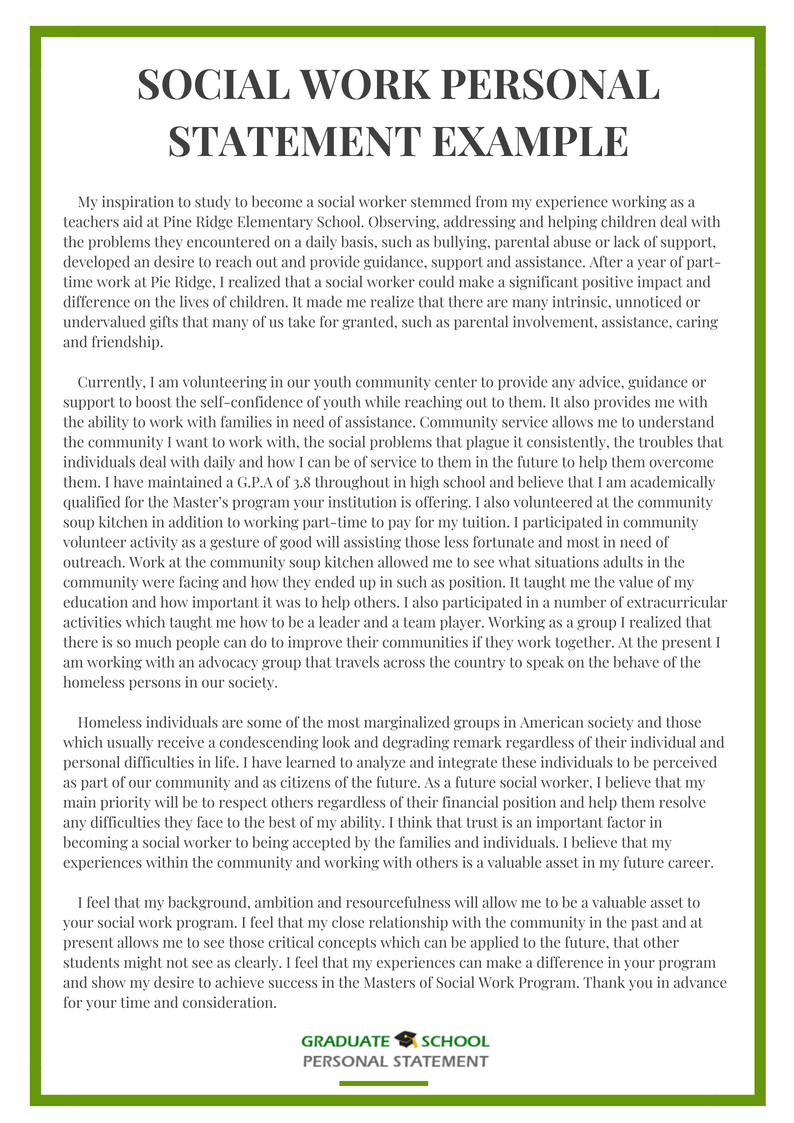 SOCIAL WORK PERSONAL
STATEMENT EXAMPLE
My inspiration to study to become a social worker stemmed from my experience working as a
teachers aid at Pine Ridge Elementary School. Observing, addressing and helping children deal with
the problems they encountered on a daily basis, such as bullying, parental abuse or lack of support,
developed an desire to reach out and provide guidance, support and assistance. After a year of part-
time work at Pie Ridge, I realized that a social worker could make a significant positive impact and
difference on the lives of children. It made me realize that there are many intrinsic, unnoticed or
undervalued gifts that many of us take for granted, such as parental involvement, assistance, caring
and friendship.
Currently, I am volunteering in our youth community center to provide any advice, guidance or
support to boost the self-confidence of youth while reaching out to them. It also provides me with
the ability to work with families in need of assistance. Community service allows me to understand
the community I want to work with, the social problems that plague it consistently, the troubles that
individuals deal with daily and how I can be of service to them in the future to help them overcome
them. I have maintained a G.P.A of 3.8 throughout in high school and believe that I am academically
qualified for the Master's program your institution is offering. I also volunteered at the community
soup kitchen in addition to working part-time to pay for my tuition. I participated in community
volunteer activity as a gesture of good will assisting those less fortunate and most in need of
outreach. Work at the community soup kitchen allowed me to see what situations adults in the
community were facing and how they ended up in such as position. It taught me the value of my
education and how important it was to help others. I also participated in a number of extracurricular
activities which taught me how to be a leader and a team player. Working as a group I realized that
there is so much people can do to improve their communities if they work together. At the present I
am working with an advocacy group that travels across the country to speak on the behave of the
homeless persons in our society.
Homeless individuals are some of the most marginalized groups in American society and those
which usually receive a condescending look and degrading remark regardless of their individual and
personal difficulties in life. I have learned to analyze and integrate these individuals to be perceived
as part of our community and as citizens of the future. As a future social worker, I believe that my
main priority will be to respect others regardless of their financial position and help them resolve
any difficulties they face to the best of my ability. I think that trust is an important factor in
becoming a social worker to being accepted by the families and individuals. I believe that my
experiences within the community and working with others is a valuable asset in my future career.
I feel that my background, ambition and resourcefulness will allow me to be a valuable asset to
your social work program. I feel that my close relationship with the community in the past and at
present allows me to see those critical concepts which can be applied to the future, that other
students might not see as clearly. I feel that my experiences can make a difference in your program
and show my desire to achieve success in the Masters of Social Work Program. Thank you in advance
for your time and consideration.
GRADUATE SCHOOL
PERSONAL STATEMENT